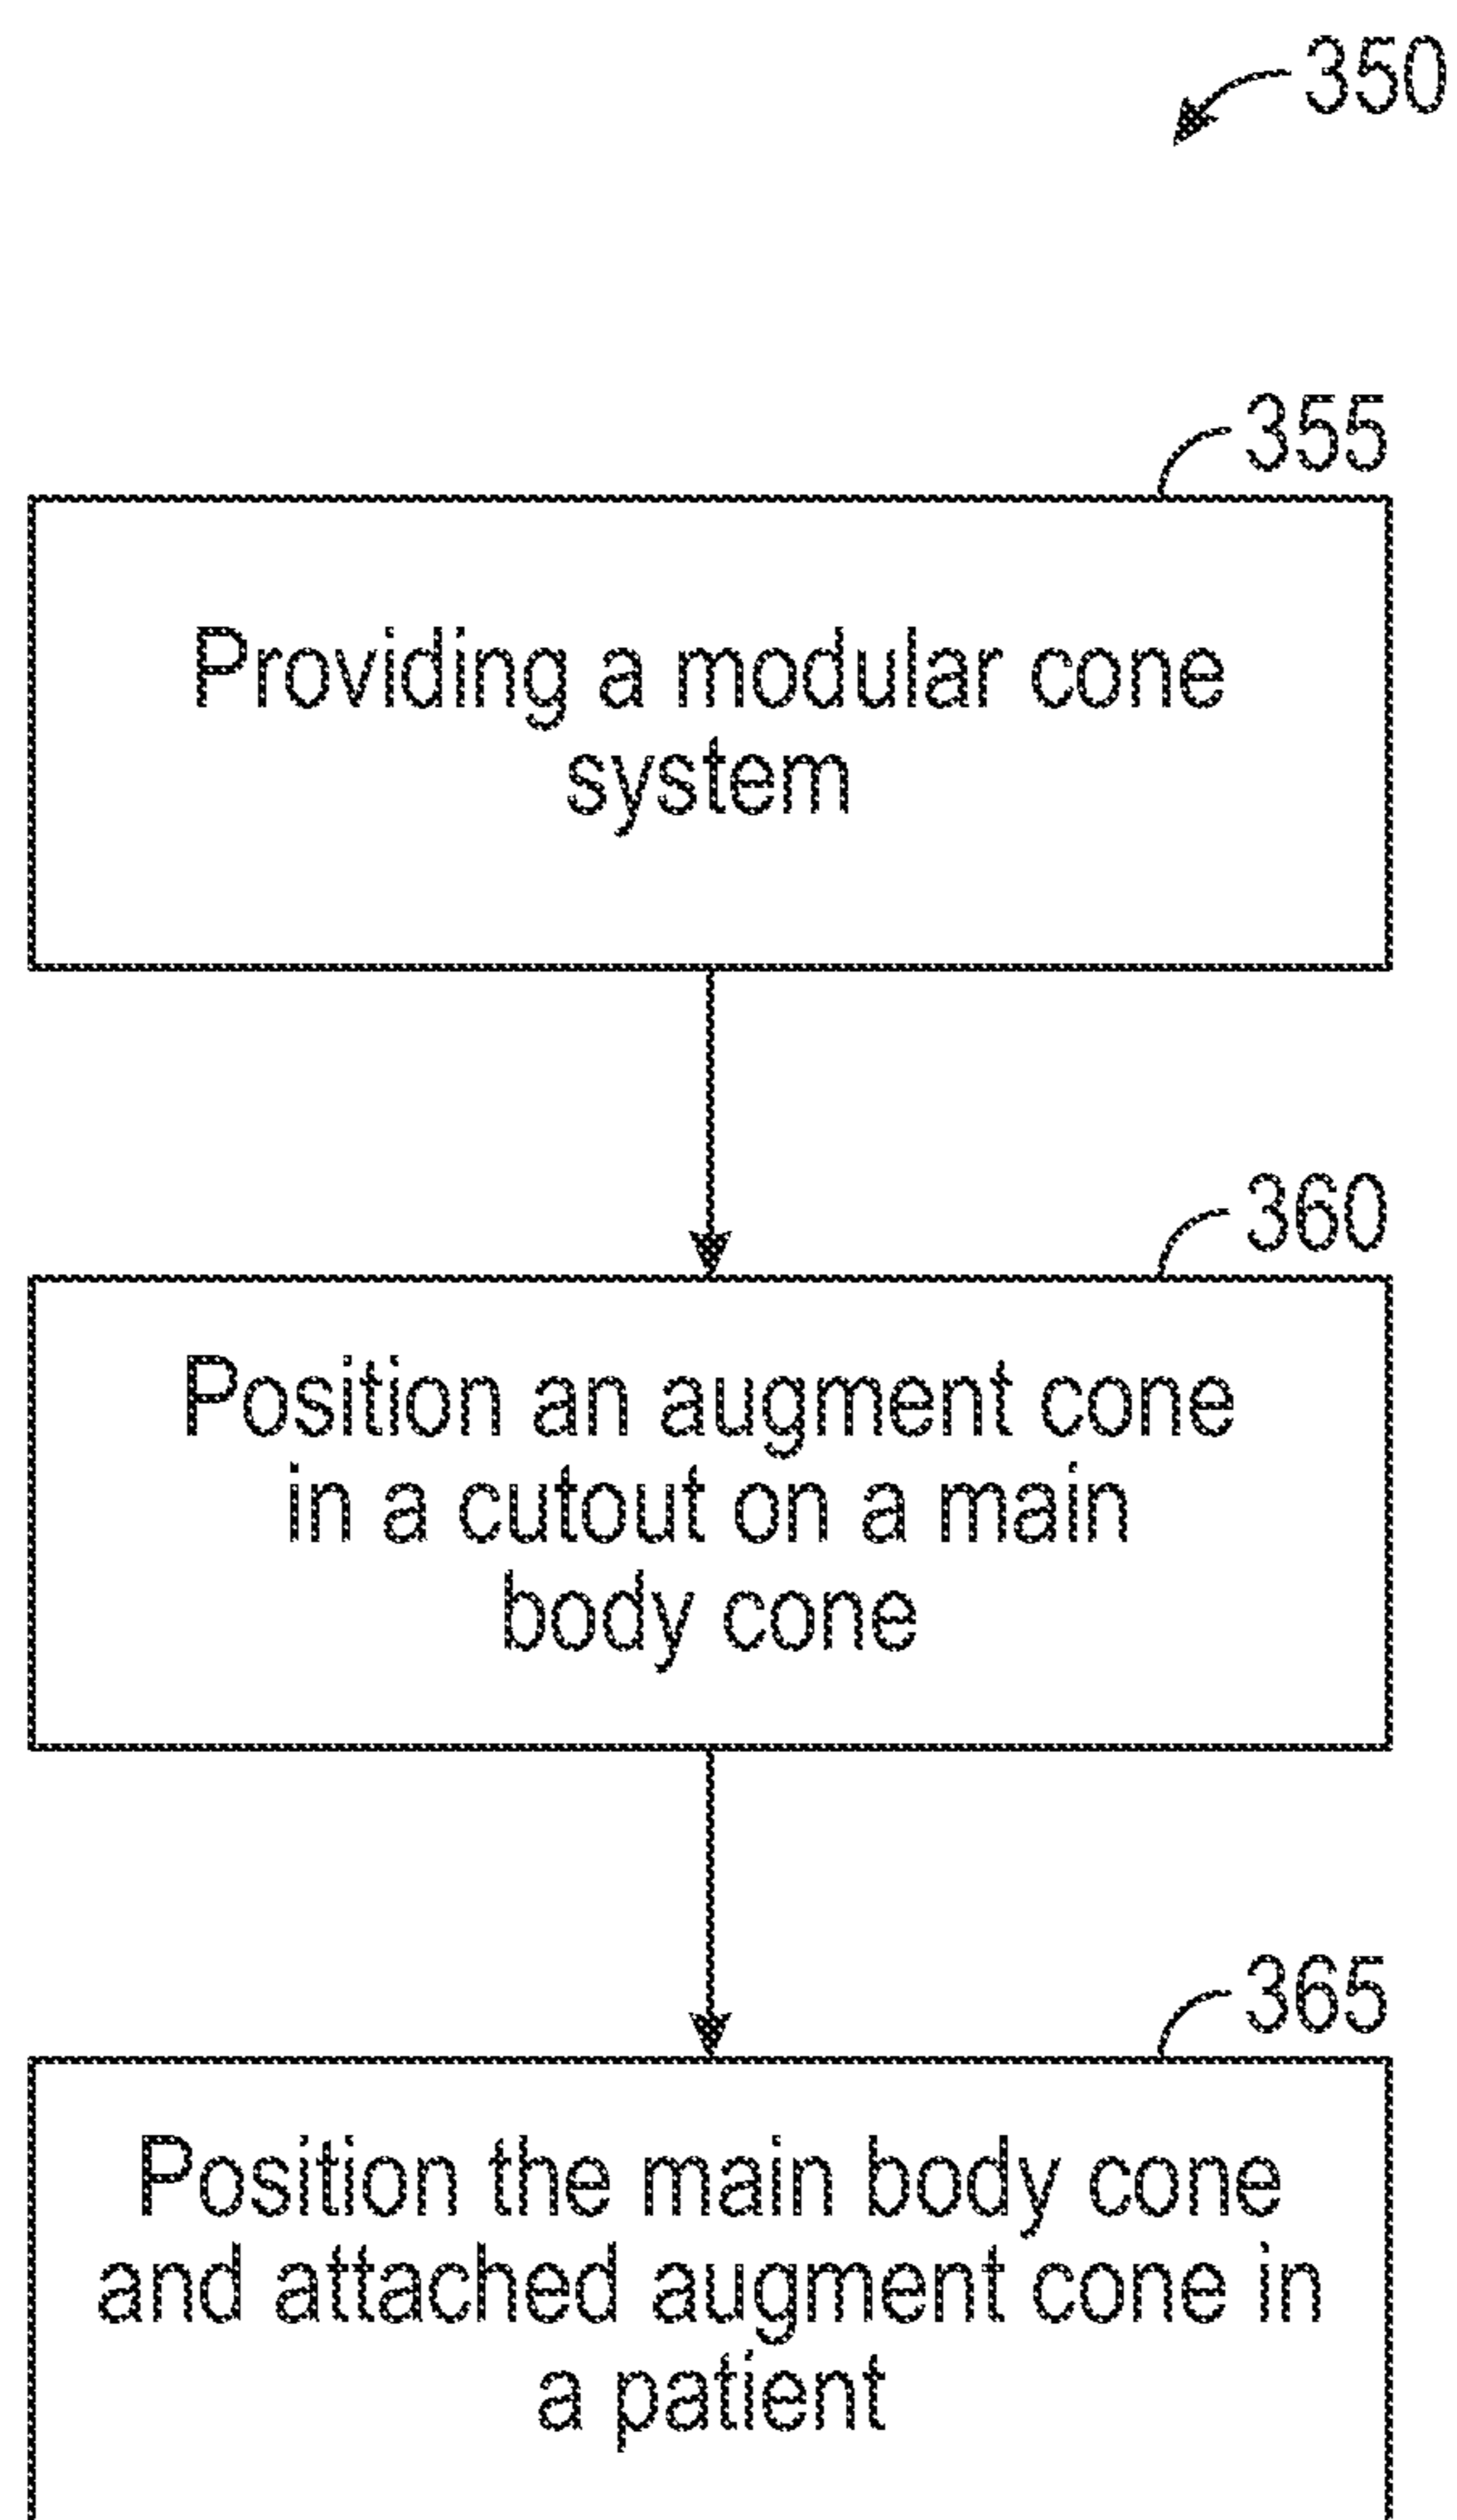 350
355
Providing a modular cone
system
360
Position an augment cone
in a cutout on a main
body cone
365
Position the main body cone
and attached augment cone in
a patient